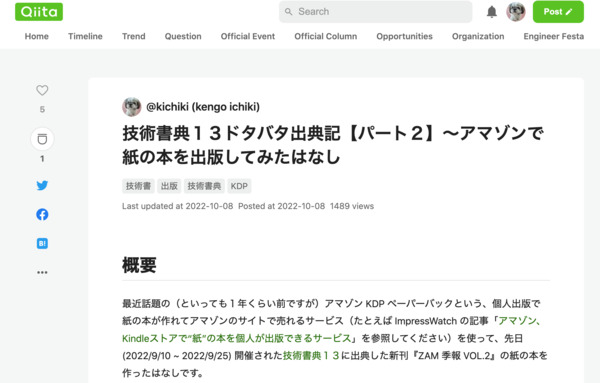 Qiita
Search
Post
Home Timeline Trend Question Official Event Official Column Opportunities Organization Engineer Festa
5
1
B!
@kichiki (kengo ichiki)
技術書典１３ドタバタ出典記【パート２】〜アマゾンで
紙の本を出版してみたはなし
技術書 出版 技術書典 KDP
Last updated at 2022-10-08 Posted at 2022-10-08 1489 views
概要
最近話題の（といっても１年くらい前ですが）アマゾン KDP ペーパーバックという、個人出版で
紙の本が作れてアマゾンのサイトで売れるサービス（たとえば ImpressWatch の記事「アマゾン、
Kindleストアで“紙”の本を個人が出版できるサービス」を参照してください）を使って、先日
(2022/9/10 ~ 2022/9/25) 開催された技術書典１３に出典した新刊『ZAM 季報 VOL.2』の紙の本を
作ったはなしです。